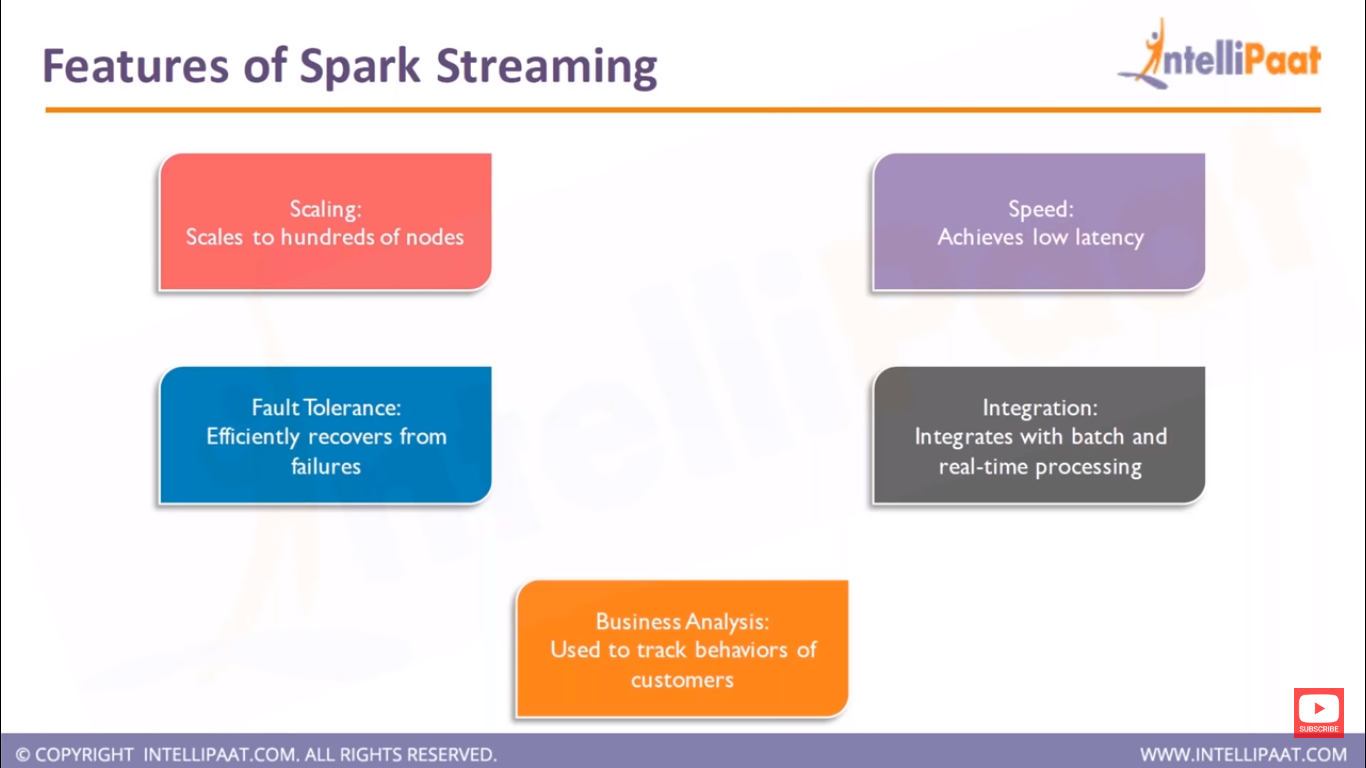 Features of Spark Streaming
IntelliPaat
Scaling:
Scales to hundreds of nodes
Speed:
Achieves low latency
Fault Tolerance:
Efficiently recovers from
failures
Integration:
Integrates with batch and
real-time processing
Business Analysis:
Used to track behaviors of
customers
SUBSCRIBE
© COPYRIGHT INTELLIPAAT.COM. ALL RIGHTS RESERVED.
WWW.INTELLIPAAT.COM
IntelliPaat